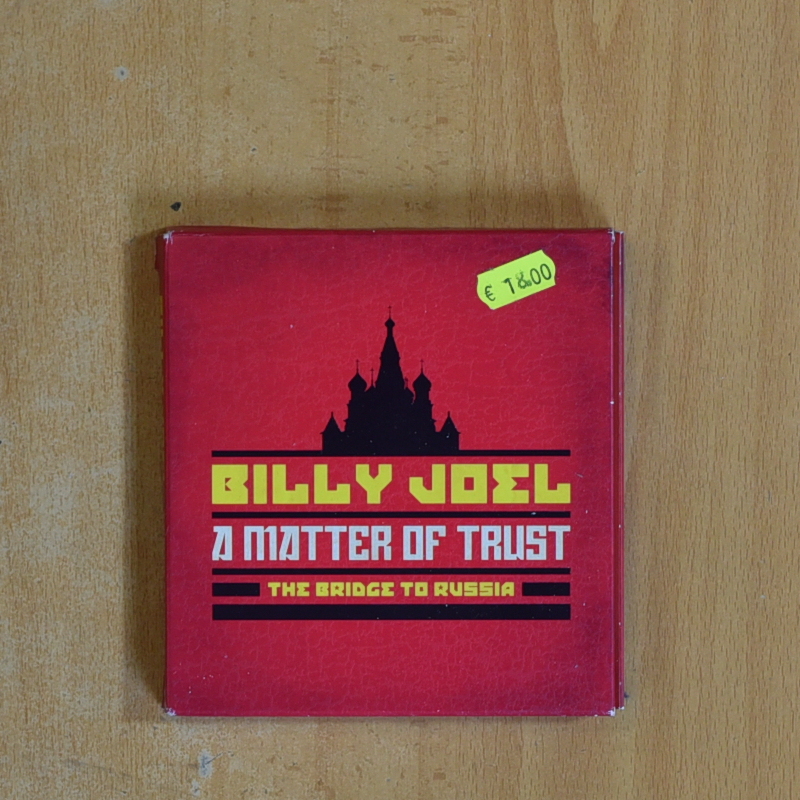 € 18.00
BILLY JOEL
A MATTER OF TRUST
THE BRIDGE TO RUSSIA